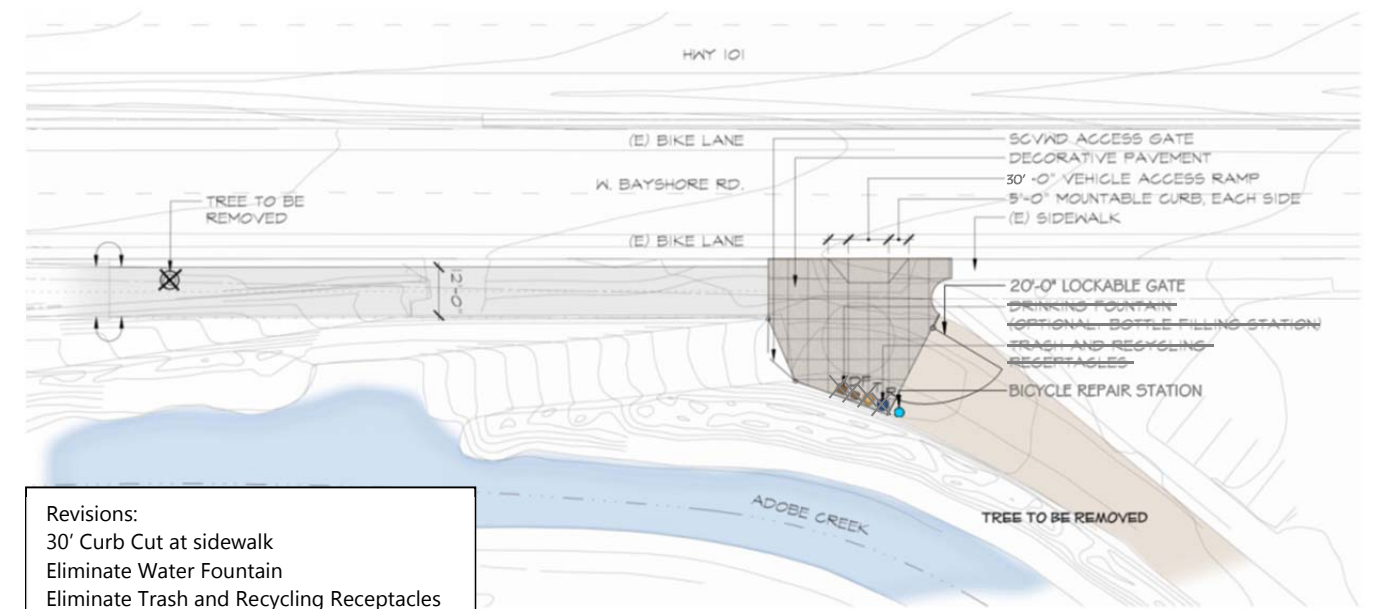 HWY 101
(E) BIKE LANE
W. BAYSHORE RD.
(E) BIKE LANE
TREE TO BE
REMOVED
12'-0"
SCVWD ACCESS GATE
DECORATIVE PAVEMENT
30' -0" VEHICLE ACCESS RAMP
5'-0" MOUNTABLE CURB, EACH SIDE
(E) SIDEWALK
20'-0" LOCKABLE GATE
DRINKING FOUNTAIN
(OPTIONAL: BOTTLE FILLING STATION)
TRASH AND RECYCLING
RECEPTACLES
BICYCLE REPAIR STATION
ADOBE CREEK
TREE TO BE REMOVED
Revisions:
30' Curb Cut at sidewalk
Eliminate Water Fountain
Eliminate Trash and Recycling Receptacles